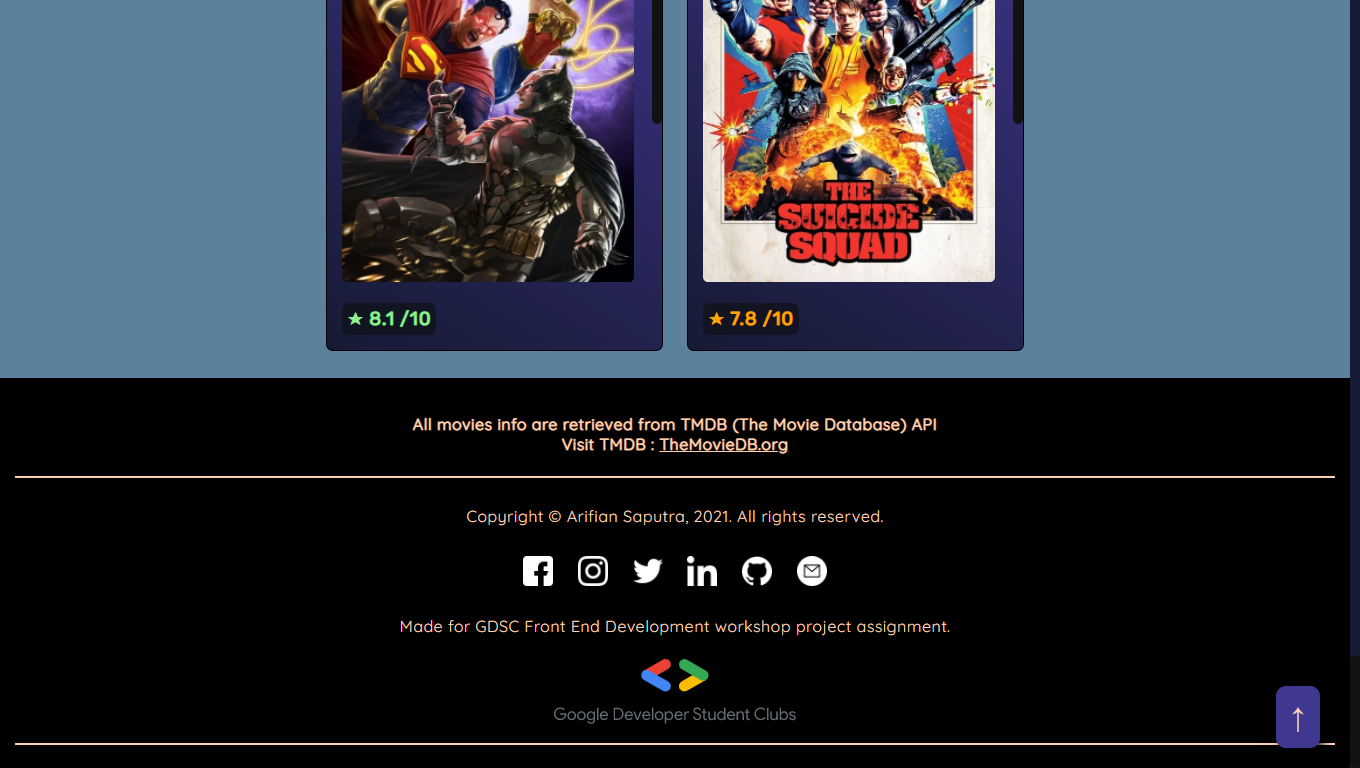 THE
SUICIDE
SQUAD
★ 8.1 /10
★ 7.8 /10
All movies info are retrieved from TMDB (The Movie Database) API
Visit TMDB : TheMovieDB.org
Copyright © Arifian Saputra, 2021. All rights reserved.
Made for GDSC Front End Development workshop project assignment.
Google Developer Student Clubs
↑